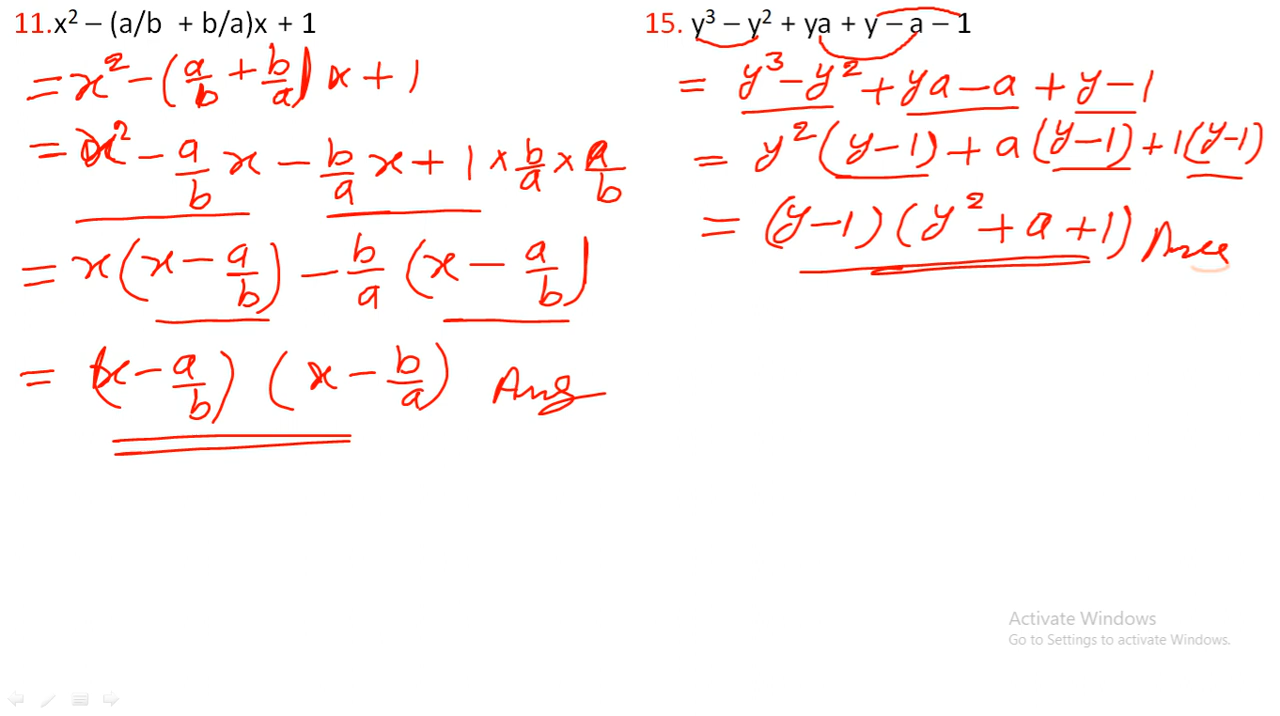 11.x² – (a/b + b/a)x + 1
= x² – (a/b + b/a) x + 1
= x² – a/b x – b/a x + 1 × b/a × a/b
= x(x – a/b) – b/a (x – a/b)
= (x – a/b) (x – b/a) Ans
15. y³ – y² + ya + y – a – 1
= y³ – y² + ya – a + y – 1
= y² (y – 1) + a (y – 1) + 1(y – 1)
= (y – 1) (y² + a + 1) Ans
Activate Windows
Go to Settings to activate Windows.